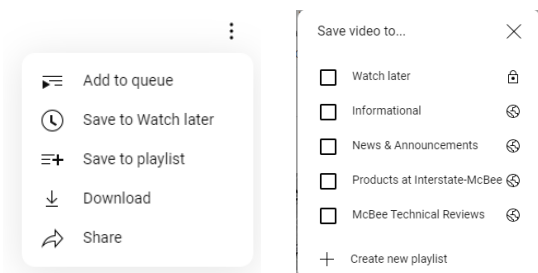 Add to queue
Save to Watch later
Save to playlist
Download
Share
Save video to...
Watch later
Informational
News & Announcements
Products at Interstate-McBee
McBee Technical Reviews
Create new playlist